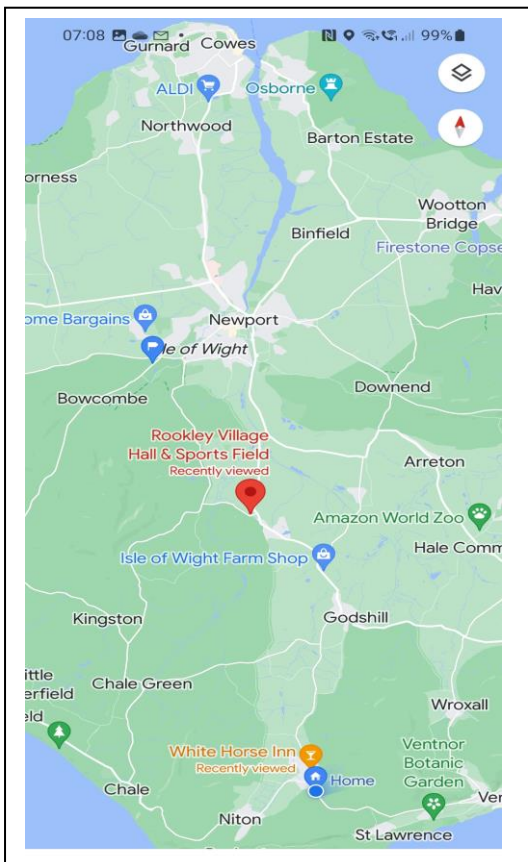 07:08 99%
Gurnard Cowes
ALDI Osborne
Northwood
Barton Estate
orness
Wootton
Bridge
Binfield
Firestone Copse
Hav
ome Bargains
Newport
le of Wight
Downend
Bowcombe
Rookley Village
Hall & Sports Field
Recently viewed
Arreton
Amazon World Zoo
Hale Comm
Isle of Wight Farm Shop
Godshill
Kingston
ittle
erfield
Chale Green
eld
Wroxall
White Horse Inn
Recently viewed
Ventnor
Botanic
Garden
Home
Chale
Ver
Niton
St Lawrence